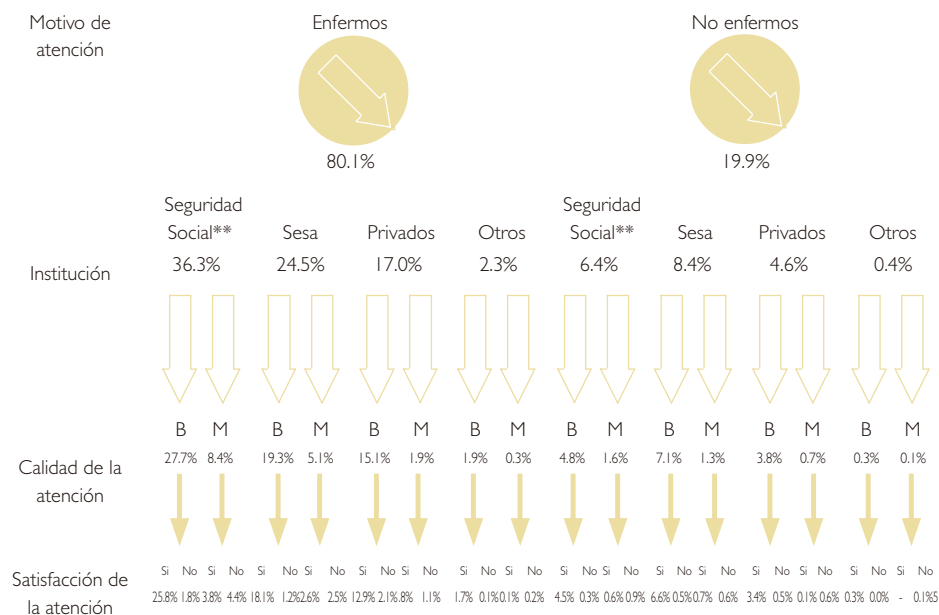 Motivo de
atención
Enfermos
No enfermos
80.1%
19.9%
Seguridad
Social**
Sesa
Privados
Otros
Seguridad
Social**
Sesa
Privados
Otros
Institución
36.3%
24.5%
17.0%
2.3%
6.4%
8.4%
4.6%
0.4%
B M B M B M B M B M B M B M B M
Calidad de la
atención
27.7% 8.4% 19.3% 5.1% 15.1% 1.9% 1.9% 0.3% 4.8% 1.6% 7.1% 1.3% 3.8% 0.7% 0.3% 0.1%
Satisfacción de
la atención
Si No Si No Si No Si No Si No Si No Si No Si No Si No Si No Si No Si No Si No Si No Si No Si No
25.8% 1.8% 3.8% 4.4% 18.1% 1.2% 2.6% 2.5% 12.9% 2.1% .8% 1.1% 1.7% 0.1% 0.1% 0.2% 4.5% 0.3% 0.6% 0.9% 6.6% 0.5% 0.7% 0.6% 3.4% 0.5% 0.1% 0.6% 0.3% 0.0% - 0.1%5